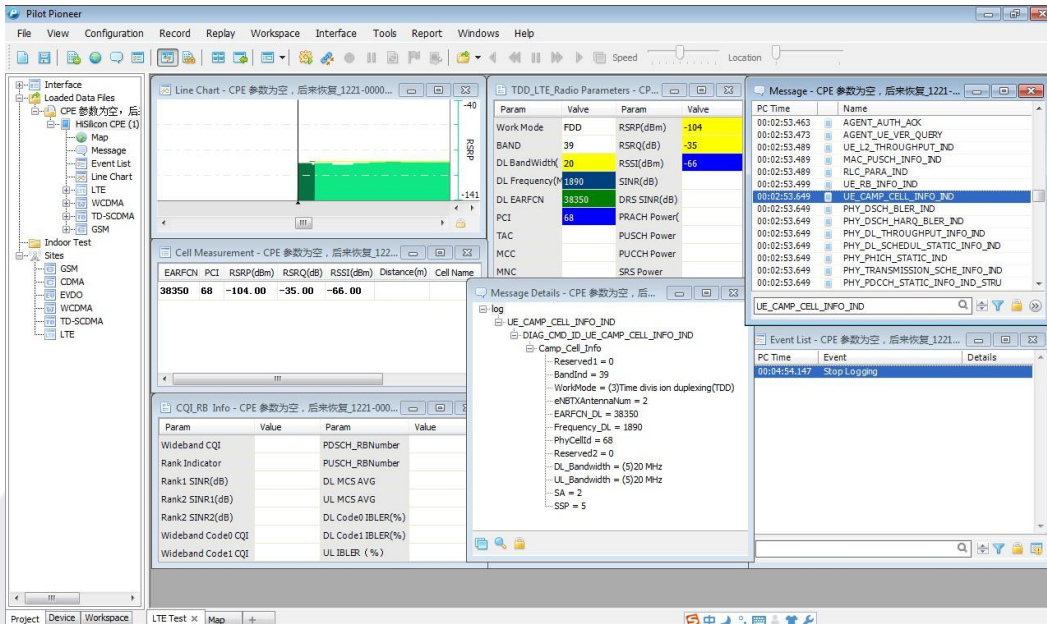 Pilot Pioneer
File View Configuration Record Replay Workspace Interface Tools Report Windows Help
Speed Location
Interface
Loaded Data Files
CPE 参数为空，后
HiSilicon CPE (1)
Map
Message
Event List
Line Chart
LTE
WCDMA
TD-SCDMA
GSM
Indoor Test
Sites
GSM
CDMA
EVDO
WCDMA
TD-SCDMA
LTE
Project Device Workspace
Line Chart - CPE 参数为空，后来恢复_1221-0000...
-40
RSRP
-141
Cell Measurement - CPE 参数为空，后来恢复_122...
EARFCN PCI RSRP(dBm) RSRQ(dB) RSSI(dBm) Distance(m) Cell Name
38350 68 -104.00 -35.00 -66.00
CQI_RB Info - CPE 参数为空，后来恢复_1221-000...
Param Value Param Value
Wideband CQI PDSCH_RBNumber
Rank Indicator PUSCH_RBNumber
Rank1 SINR(dB) DL MCS AVG
Rank2 SINR1(dB) UL MCS AVG
Rank2 SINR2(dB) DL Code0 IBLER(%)
Wideband Code0 CQI DL Code1 IBLER(%)
Wideband Code1 CQI UL IBLER (%)
TDD_LTE_Radio Parameters - CP...
Param Value Param Value
Work Mode FDD RSRP(dBm) -104
BAND 39 RSRQ(dB) -35
DL BandWidth( 20 RSSI(dBm) -66
DL Frequency(M 1890 SINR(dB)
DL EARFCN 38350 DRS SINR(dB)
PCI 68 PRACH Power(
TAC PUSCH Power
MCC PUCCH Power
MNC SRS Power
Message Details - CPE 参数为空，后...
log
UE_CAMP_CELL_INFO_IND
DIAG_CMD_ID_UE_CAMP_CELL_INFO_IND
Camp_Cell_Info
Reserved1 = 0
BandInd = 39
WorkMode = (3)Time divis ion duplexing(TDD)
eNBTXAntennaNum = 2
EARFCN_DL = 38350
Frequency_DL = 1890
PhyCellId = 68
Reserved2 = 0
DL_Bandwidth = (5)20 MHz
UL_Bandwidth = (5)20 MHz
SA = 2
SSP = 5
Message - CPE 参数为空，后来恢复_1221-...
PC Time Name
00:02:53.463 AGENT_AUTH_ACK
00:02:53.473 AGENT_UE_VER_QUERY
00:02:53.489 UE_L2_THROUGHPUT_IND
00:02:53.489 MAC_PUSCH_INFO_IND
00:02:53.489 RLC_PARA_IND
00:02:53.499 UE_RB_INFO_IND
00:02:53.649 UE_CAMP_CELL_INFO_IND
00:02:53.649 PHY_DSCH_BLER_IND
00:02:53.649 PHY_DSCH_HARQ_BLER_IND
00:02:53.649 PHY_DL_THROUGHPUT_INFO_IND
00:02:53.649 PHY_DL_SCHEDUL_STATIC_INFO_IND
00:02:53.649 PHY_PHICH_STATIC_IND
00:02:53.649 PHY_TRANSMISSION_SCHE_INFO_IND
00:02:53.649 PHY_PDCCH_STATIC_INFO_IND_STRU
UE_CAMP_CELL_INFO_IND
Event List - CPE 参数为空，后来恢复_1221...
PC Time Event Details
00:04:54.147 Stop Logging
LTE Test Map
中